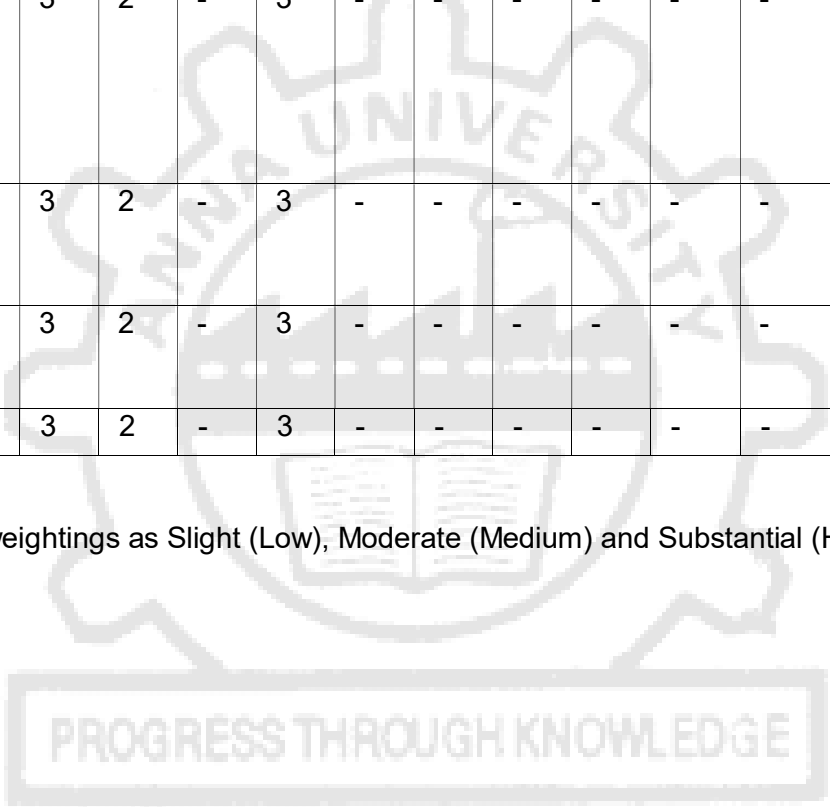 3 2 - 3 - - - - - -
3 2 - 3 - - - - - -
3 2 - 3 - - - - - -
3 2 - 3 - - - - - -
weightings as Slight (Low), Moderate (Medium) and Substantial (H
ANNA UNIVERSITY
PROGRESS THROUGH KNOWLEDGE